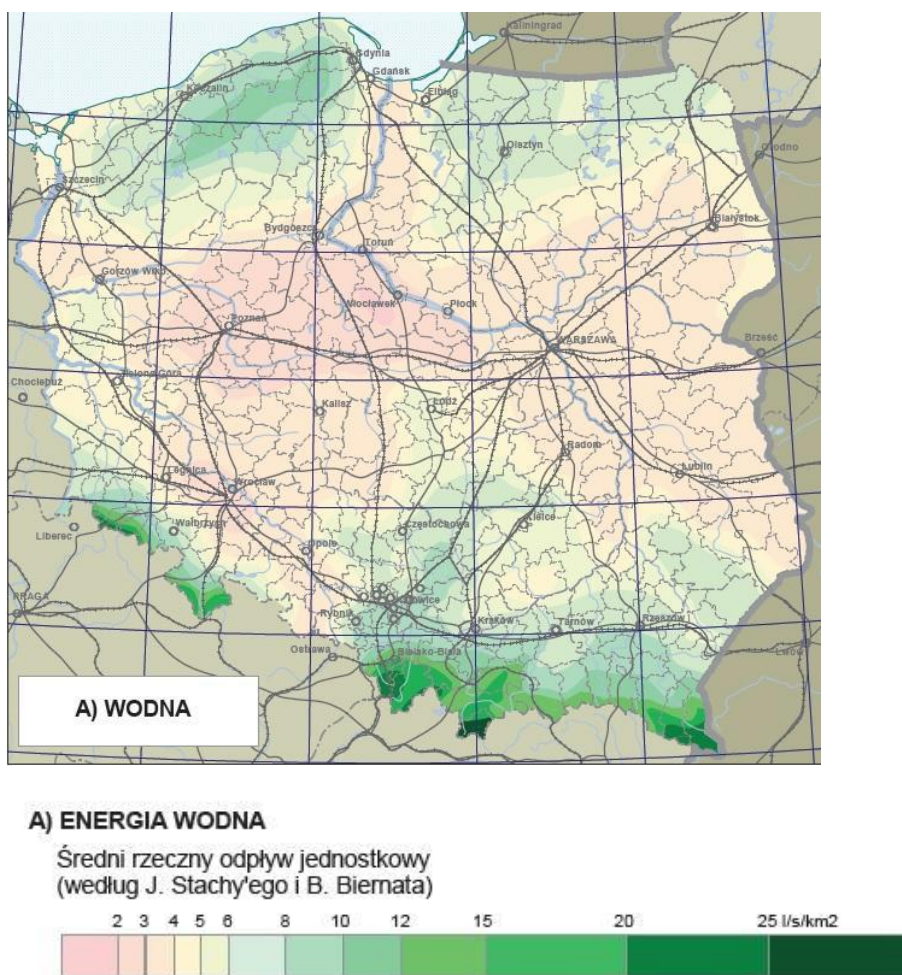 Kaliningrad
Gdynia
Gdańsk
Koszalin
Elbląg
Olsztyn
Grodno
Szczecin
Białystok
Bydgoszcz
Toruń
Gorzów Wlkp.
Włocławek
Płock
Poznań
WARSZAWA
Brześć
Zielona Góra
Chociebuż
Kalisz
Łódź
Radom
Legnica
Lublin
Wrocław
Liberec
Wałbrzych
Częstochowa
Kielce
Opole
PRAGA
Katowice
Rybnik
Kraków
Tarnów
Rzeszów
Ostrawa
Bielsko-Biała
Lwów
A) WODNA
A) ENERGIA WODNA
Średni rzeczny odpływ jednostkowy
(według J. Stachy'ego i B. Biernata)
2 3 4 5 6 8 10 12 15 20 25 l/s/km2